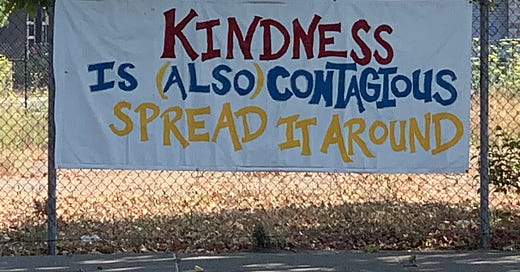 KINDNESS
IS (ALSO) CONTAGIOUS
SPREAD IT AROUND